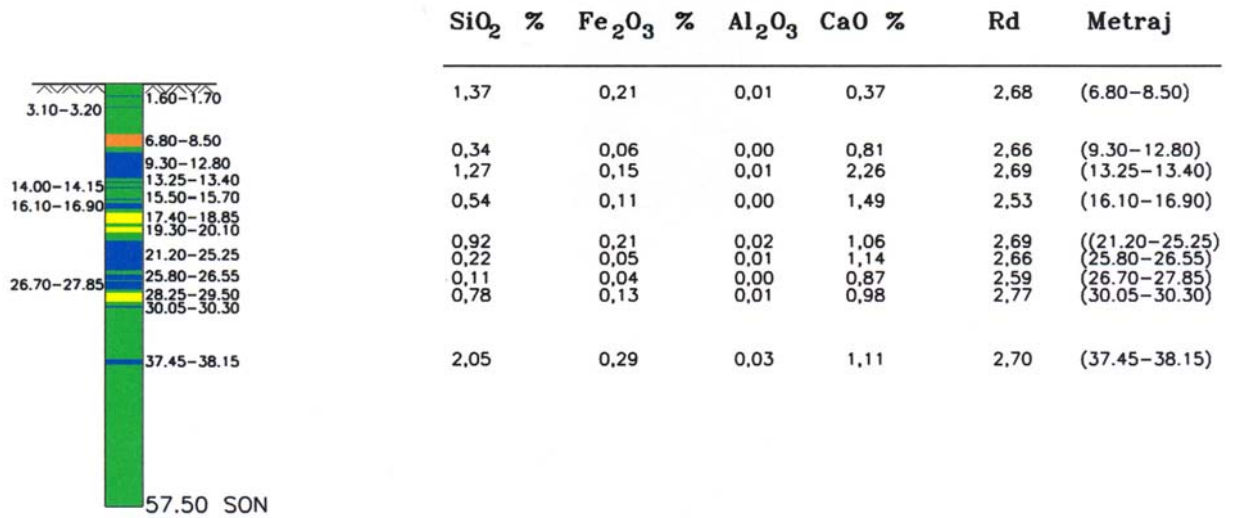 SiO2 % Fe2O3 % Al2O3 CaO % Rd Metraj
1,37 0,21 0,01 0,37 2,68 (6.80-8.50)
0,34 0,06 0,00 0,81 2,66 (9.30-12.80)
1,27 0,15 0,01 2,26 2,69 (13.25-13.40)
0,54 0,11 0,00 1,49 2,53 (16.10-16.90)
0,92 0,21 0,02 1,06 2,69 ((21.20-25.25)
0,22 0,05 0,01 1,14 2,66 (25.80-26.55)
0,11 0,04 0,00 0,87 2,59 (26.70-27.85)
0,78 0,13 0,01 0,98 2,77 (30.05-30.30)
2,05 0,29 0,03 1,11 2,70 (37.45-38.15)
1.60-1.70
3.10-3.20
6.80-8.50
9.30-12.80
13.25-13.40
14.00-14.15
15.50-15.70
16.10-16.90
17.40-18.85
19.30-20.10
21.20-25.25
25.80-26.55
26.70-27.85
28.25-29.50
30.05-30.30
37.45-38.15
57.50 SON